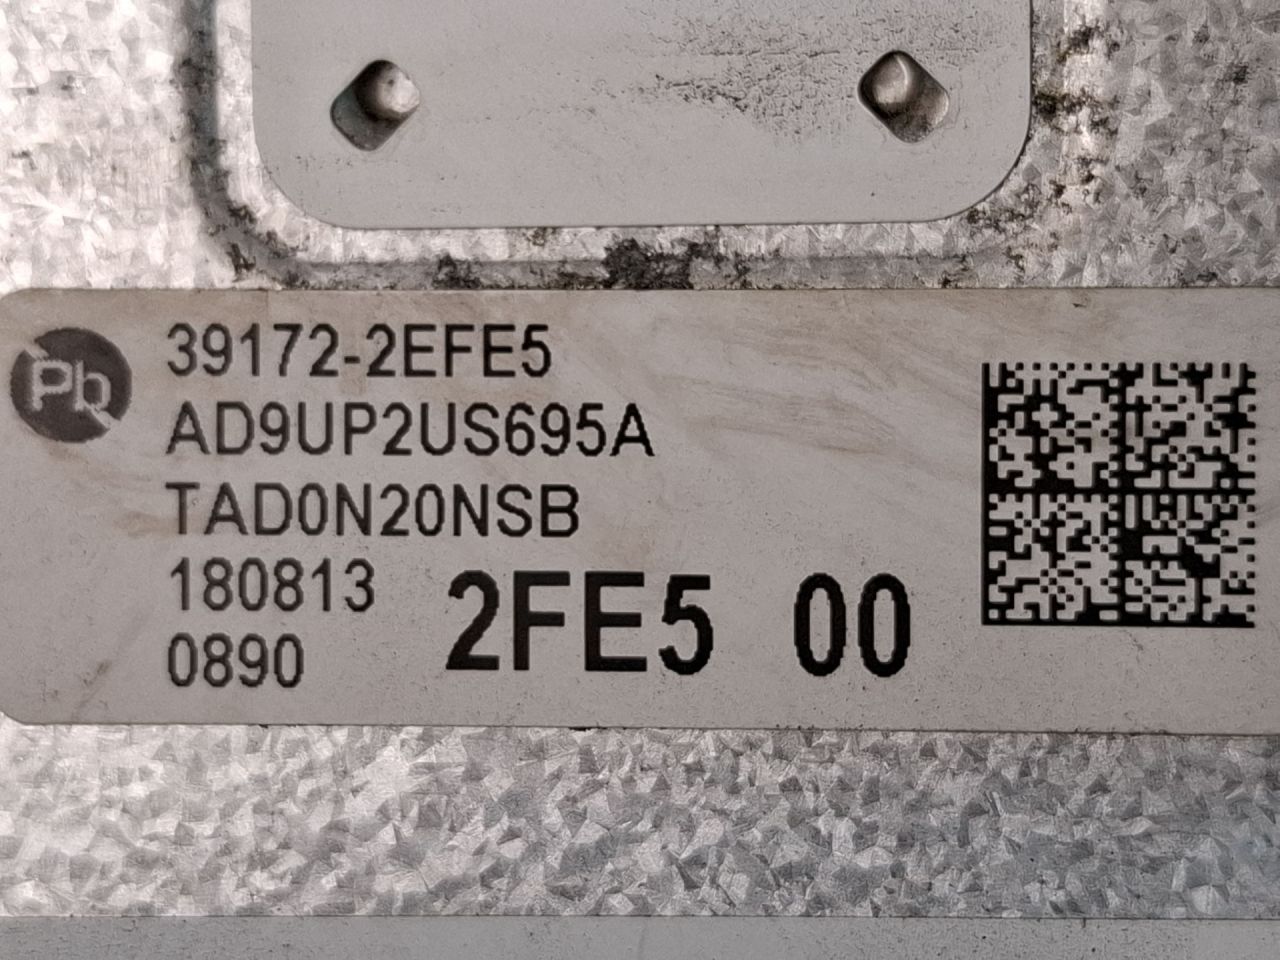 Pb
39172-2EFE5
AD9UP2US695A
TAD0N20NSB
180813
0890
2FE5 00